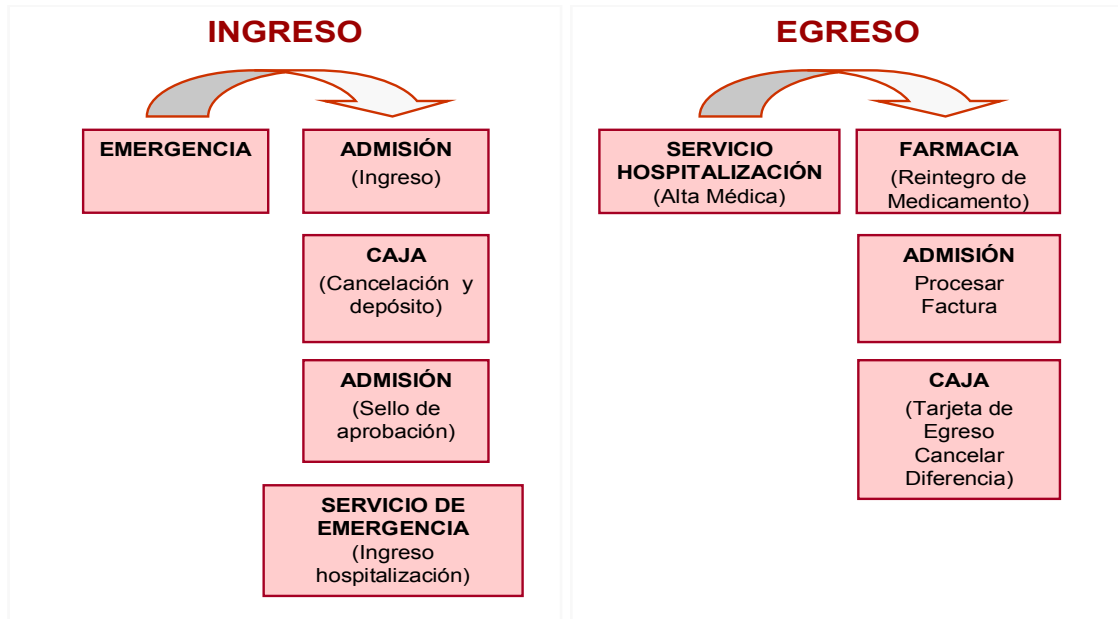 INGRESO
EMERGENCIA
ADMISIÓN
(Ingreso)
CAJA
(Cancelación y
depósito)
ADMISIÓN
(Sello de
aprobación)
SERVICIO DE
EMERGENCIA
(Ingreso
hospitalización)
EGRESO
SERVICIO
HOSPITALIZACIÓN
(Alta Médica)
FARMACIA
(Reintegro de
Medicamento)
ADMISIÓN
Procesar
Factura
CAJA
(Tarjeta de
Egreso
Cancelar
Diferencia)